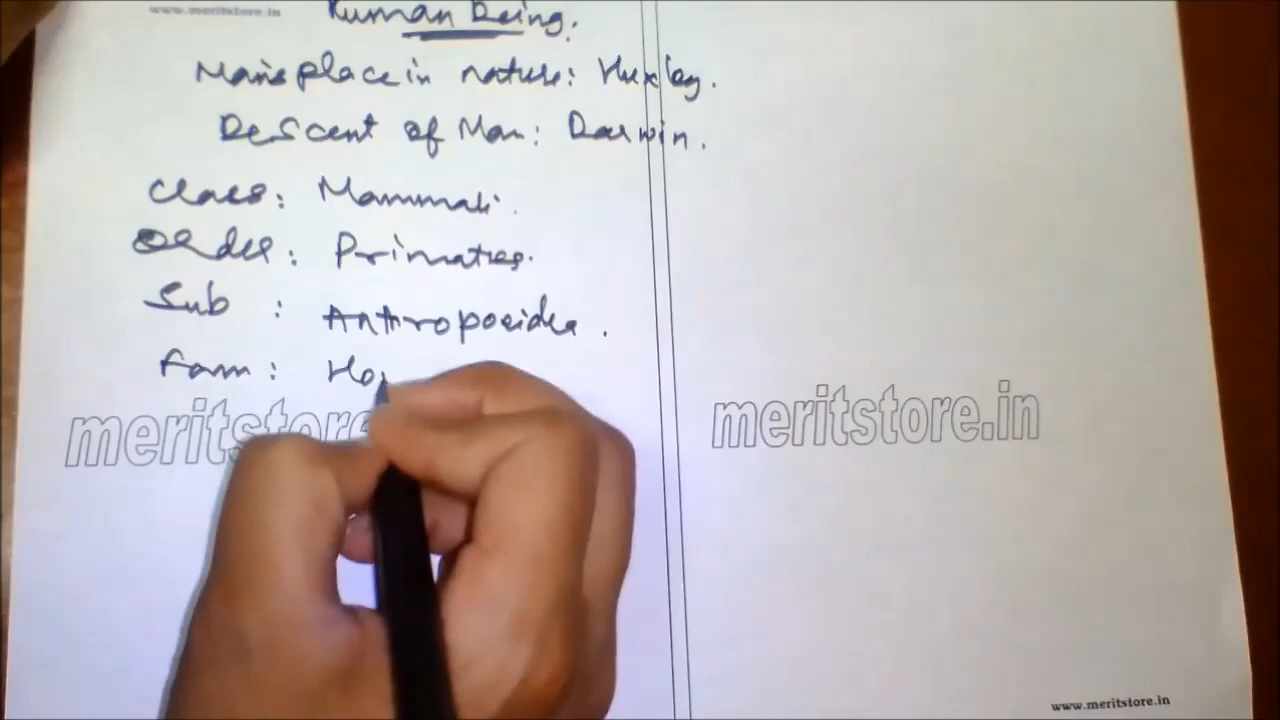 www.meritstore.in
Human Being.
Man's place in nature: Huxley.
Descent of Man: Darwin.
Class: Mammali.
Order: Primates.
Sub : Anthropoidea.
Fam: Ho
meritstore
meritstore.in
www.meritstore.in